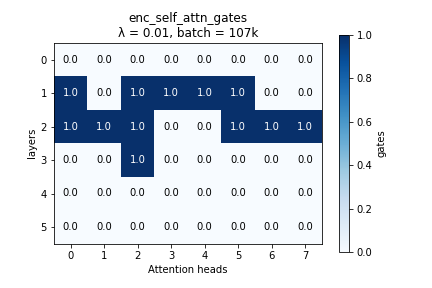 enc_self_attn_gates
λ = 0.01, batch = 107k
0 0.0 0.0 0.0 0.0 0.0 0.0 0.0 0.0
1 1.0 0.0 1.0 1.0 1.0 1.0 0.0 0.0
2 1.0 1.0 1.0 0.0 0.0 1.0 1.0 1.0
3 0.0 0.0 1.0 0.0 0.0 0.0 0.0 0.0
4 0.0 0.0 0.0 0.0 0.0 0.0 0.0 0.0
5 0.0 0.0 0.0 0.0 0.0 0.0 0.0 0.0
layers
0 1 2 3 4 5 6 7
Attention heads
1.0
0.8
0.6
0.4
0.2
0.0
gates